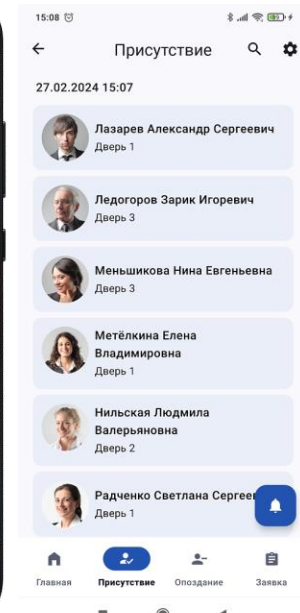 15:08
Присутствие
27.02.2024 15:07
Лазарев Александр Сергеевич
Дверь 1
Ледогоров Зарик Игоревич
Дверь 3
Меньшикова Нина Евгеньевна
Дверь 3
Метёлкина Елена
Владимировна
Дверь 1
Нильская Людмила
Валерьяновна
Дверь 2
Радченко Светлана Сергее
Дверь 1
Главная Присутствие Опоздание Заявка